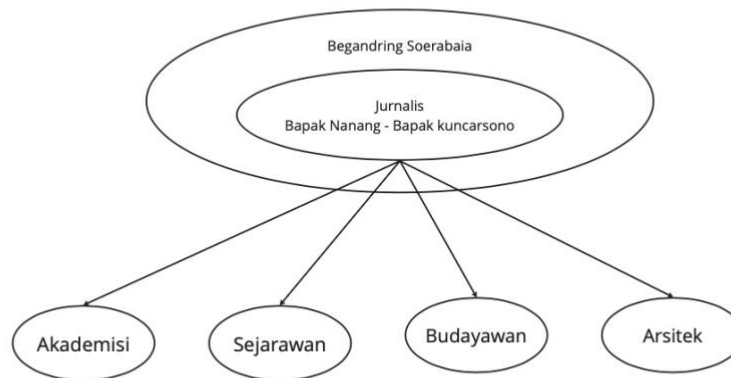 Begandring Soerabaia
Jurnalis
Bapak Nanang - Bapak kuncarsono
Akademisi
Sejarawan
Budayawan
Arsitek